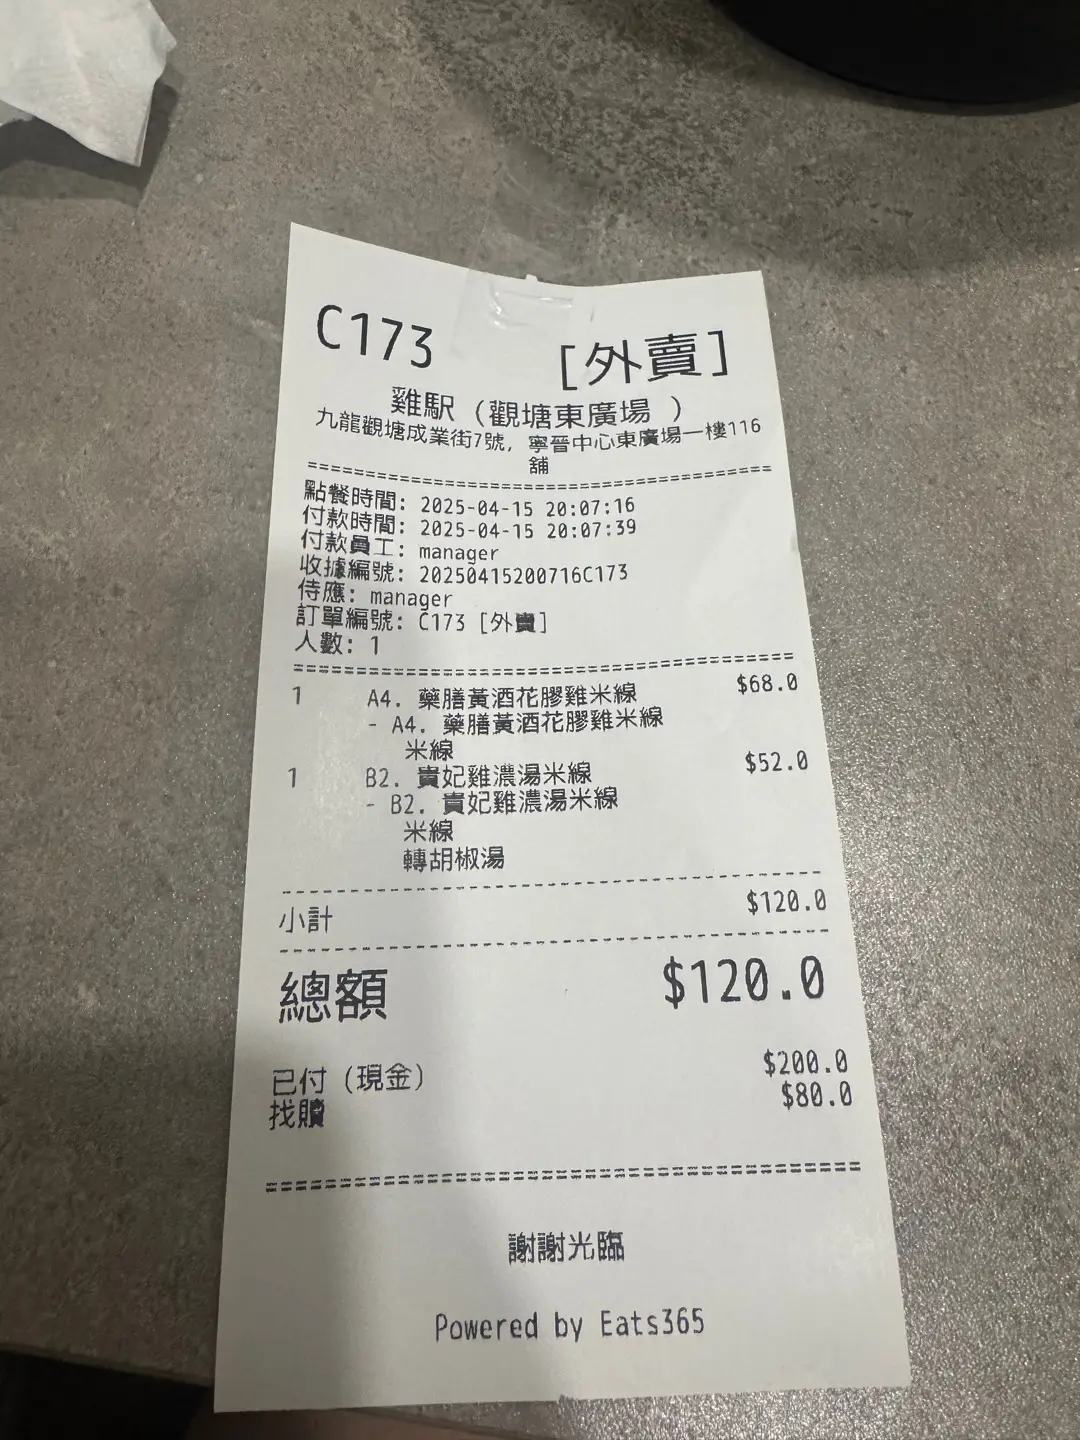 C173
[外賣]
雞駅（觀塘東廣場 ）
九龍觀塘成業街7號, 寧晉中心東廣場一樓116
舖
點餐時間: 2025-04-15 20:07:16
付款時間: 2025-04-15 20:07:39
付款員工: manager
收據編號: 20250415200716C173
侍應: manager
訂單編號: C173 [外賣]
人數: 1
1 A4. 藥膳黃酒花膠雞米線 $68.0
- A4. 藥膳黃酒花膠雞米線
米線
1 B2. 貴妃雞濃湯米線 $52.0
- B2. 貴妃雞濃湯米線
米線
轉胡椒湯
小計 $120.0
總額 $120.0
已付（現金） $200.0
找贖 $80.0
謝謝光臨
Powered by Eats365